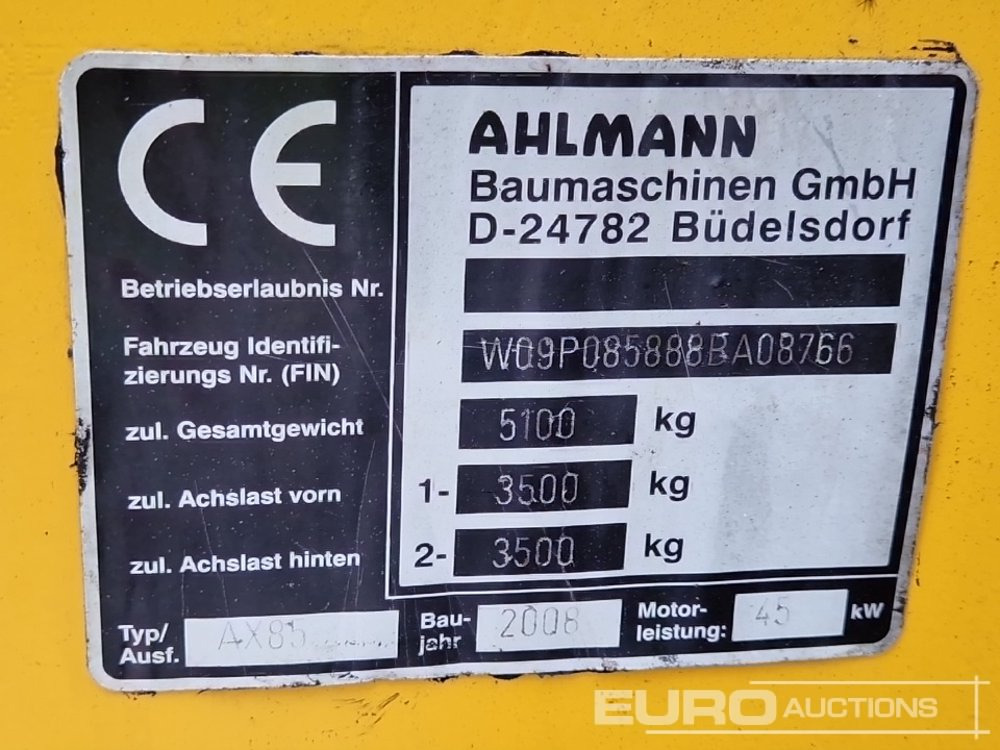 CE
AHLMANN
Baumaschinen GmbH
D-24782 Büdelsdorf
Betriebserlaubnis Nr.
Fahrzeug Identifi-
zierungs Nr. (FIN)
W09P085888BA08766
zul. Gesamtgewicht 5100 kg
zul. Achslast vorn 1- 3500 kg
zul. Achslast hinten 2- 3500 kg
Typ/
Ausf. AX85
Bau-
jahr 2008
Motor-
leistung: 45 kW
EURO AUCTIONS